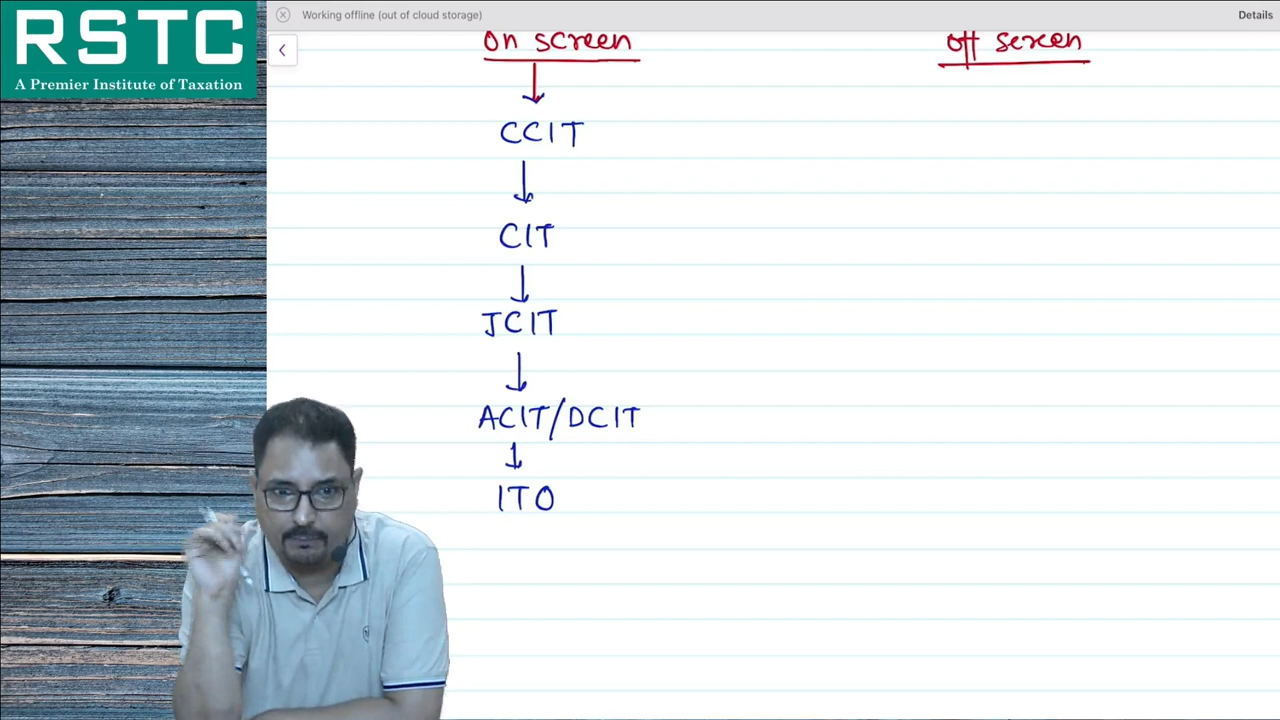 RSTC
A Premier Institute of Taxation
Working offline (out of cloud storage)
Details
On screen
off screen
CCIT
CIT
JCIT
ACIT/DCIT
ITO